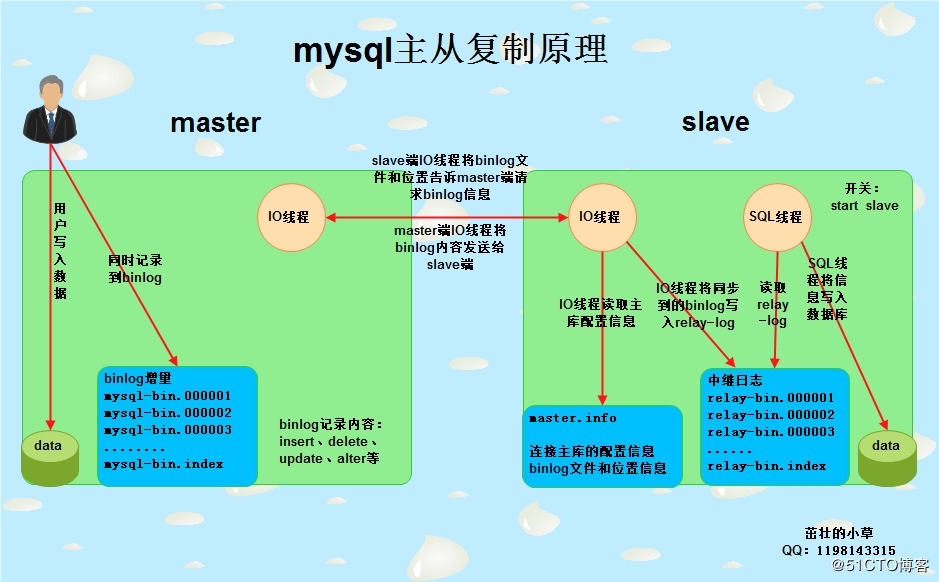 mysql主从复制原理
master
slave
用
户
写
入
数
据
同时记录
到binlog
IO线程
slave端IO线程将binlog文
件和位置告诉master端请
求binlog信息
master端IO线程将
binlog内容发送给
slave端
IO线程
SQL线程
开关：
start slave
IO线程读取主
库配置信息
IO线程将同步
到的binlog写
入relay-log
读取
relay
-log
SQL线
程将信
息写入
数据库
data
binlog增量
mysql-bin.000001
mysql-bin.000002
mysql-bin.000003
........
mysql-bin.index
binlog记录内容：
insert、delete、
update、alter等
master.info
连接主库的配置信息
binlog文件和位置信息
中继日志
relay-bin.000001
relay-bin.000002
relay-bin.000003
......
relay-bin.index
data
茁壮的小草
QQ：1198143315
@51CTO博客